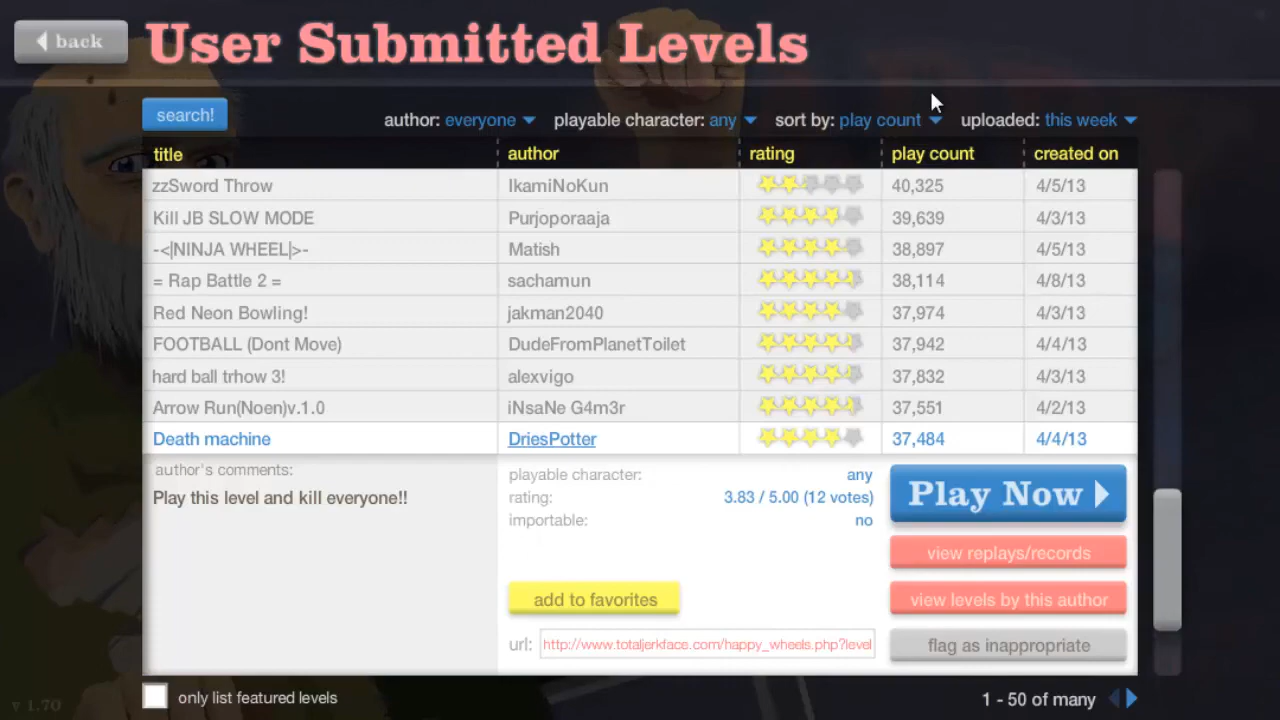 back
User Submitted Levels
search!
author: everyone playable character: any sort by: play count uploaded: this week
title author rating play count created on
zzSword Throw IkamiNoKun 40,325 4/5/13
Kill JB SLOW MODE Purjoporaaja 39,639 4/3/13
-<|NINJA WHEEL|>- Matish 38,897 4/5/13
= Rap Battle 2 = sachamun 38,114 4/8/13
Red Neon Bowling! jakman2040 37,974 4/3/13
FOOTBALL (Dont Move) DudeFromPlanetToilet 37,942 4/4/13
hard ball trhow 3! alexvigo 37,832 4/3/13
Arrow Run(Noen)v.1.0 iNsaNe G4m3r 37,551 4/2/13
Death machine DriesPotter 37,484 4/4/13
author's comments:
Play this level and kill everyone!!
playable character: any
rating: 3.83 / 5.00 (12 votes)
importable: no
add to favorites
url: http://www.totaljerkface.com/happy_wheels.php?level
Play Now
view replays/records
view levels by this author
flag as inappropriate
only list featured levels
1 - 50 of many
v 1.70